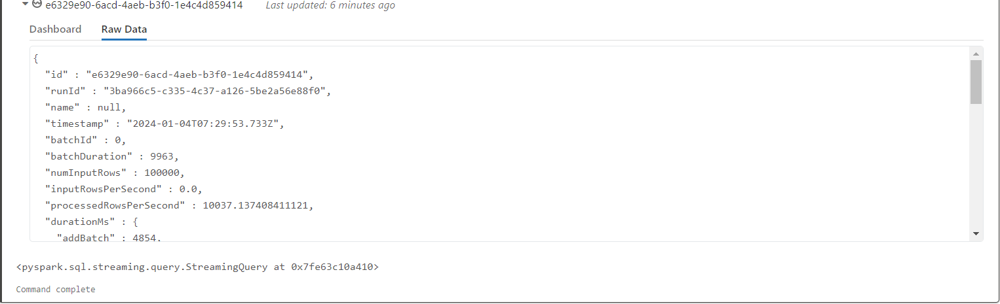 e6329e90-6acd-4aeb-b3f0-1e4c4d859414 Last updated: 6 minutes ago
Dashboard Raw Data
{
"id" : "e6329e90-6acd-4aeb-b3f0-1e4c4d859414",
"runId" : "3ba966c5-c335-4c37-a126-5be2a56e88f0",
"name" : null,
"timestamp" : "2024-01-04T07:29:53.733Z",
"batchId" : 0,
"batchDuration" : 9963,
"numInputRows" : 100000,
"inputRowsPerSecond" : 0.0,
"processedRowsPerSecond" : 10037.137408411121,
"durationMs" : {
"addBatch" : 4854,
<pyspark.sql.streaming.query.StreamingQuery at 0x7fe63c10a410>
Command complete